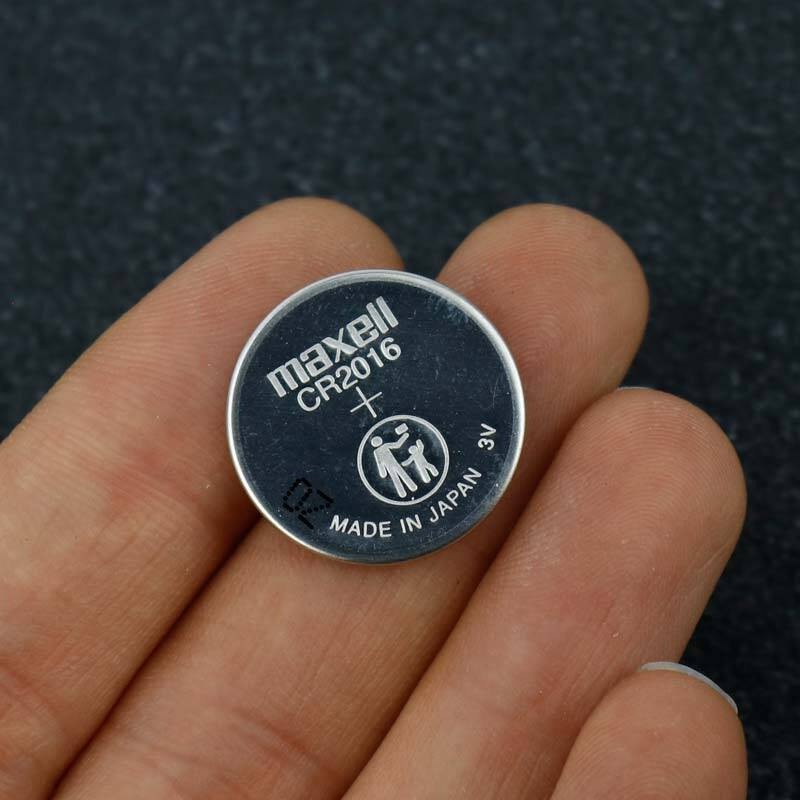 maxell
CR2016
+
3V
MADE IN JAPAN